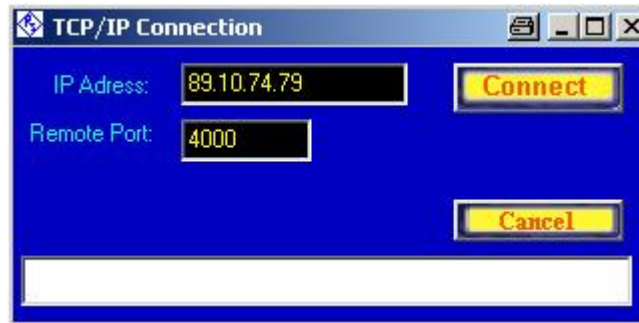 TCP/IP Connection
IP Adress: 89.10.74.79 Connect
Remote Port: 4000
Cancel